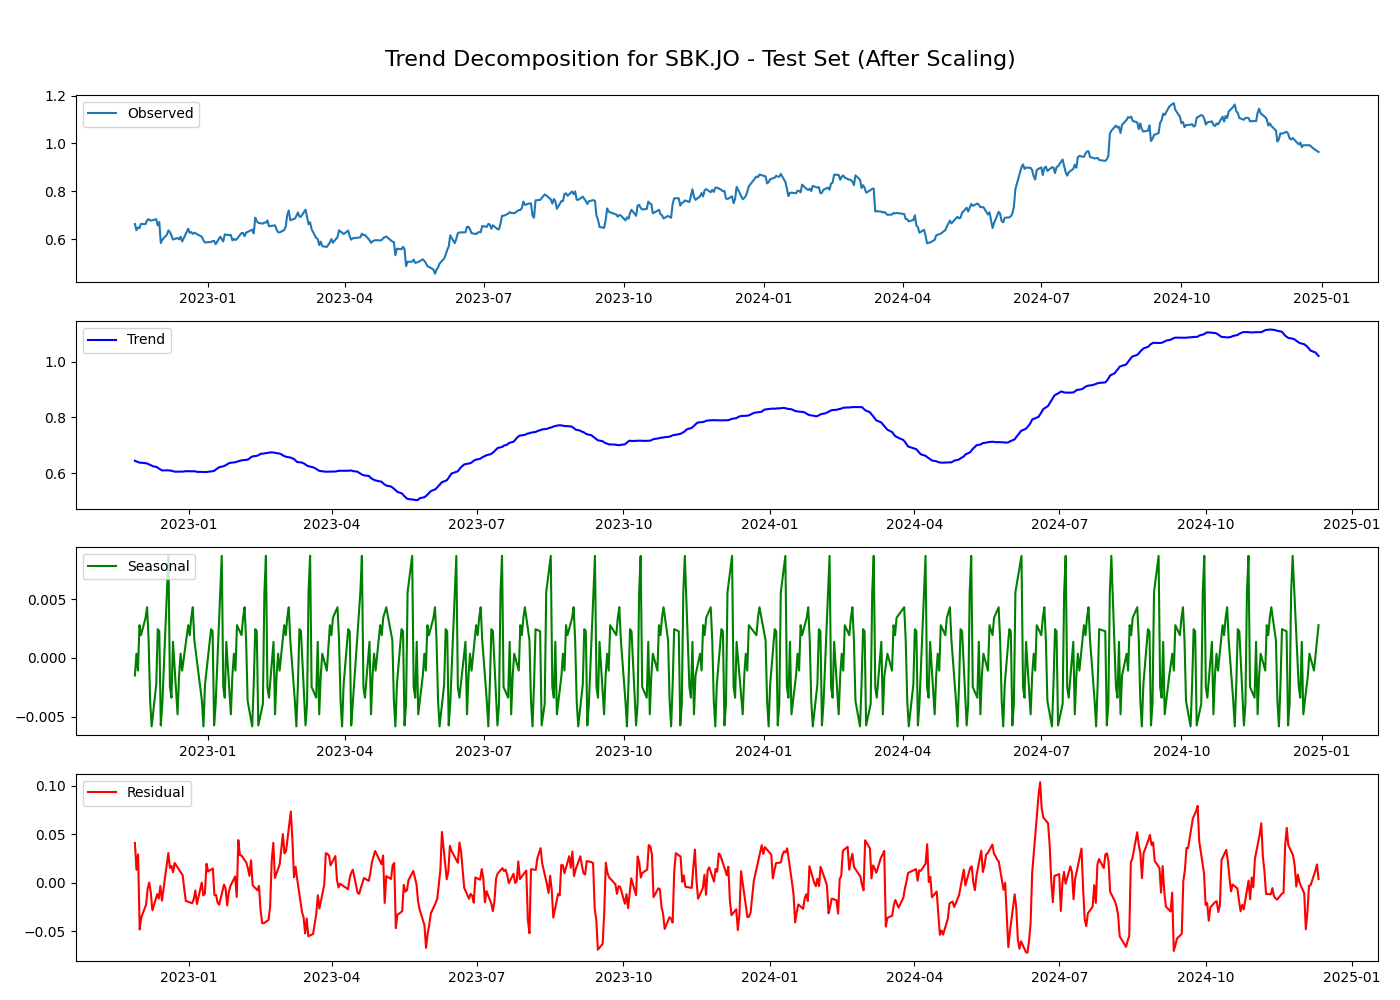 Trend Decomposition for SBK.JO - Test Set (After Scaling)
1.2
1.0
0.8
0.6
Observed
2023-01 2023-04 2023-07 2023-10 2024-01 2024-04 2024-07 2024-10 2025-01
1.0
0.8
0.6
Trend
2023-01 2023-04 2023-07 2023-10 2024-01 2024-04 2024-07 2024-10 2025-01
0.005
0.000
−0.005
Seasonal
2023-01 2023-04 2023-07 2023-10 2024-01 2024-04 2024-07 2024-10 2025-01
0.10
0.05
0.00
−0.05
Residual
2023-01 2023-04 2023-07 2023-10 2024-01 2024-04 2024-07 2024-10 2025-01